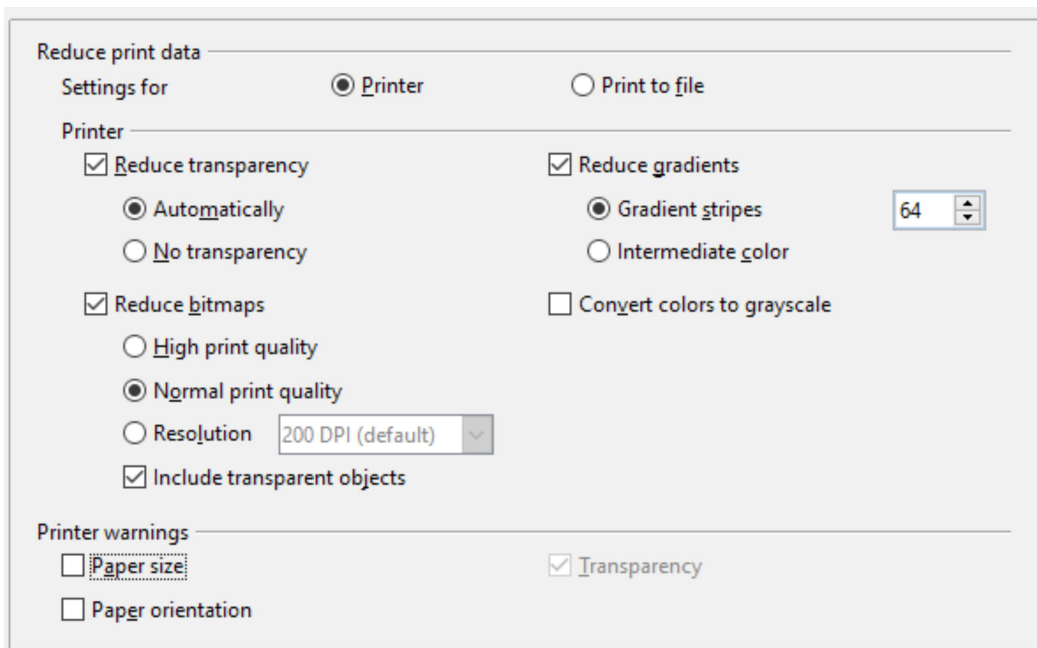 Reduce print data
Settings for Printer Print to file
Printer
Reduce transparency Reduce gradients
Automatically Gradient stripes 64
No transparency Intermediate color
Reduce bitmaps Convert colors to grayscale
High print quality
Normal print quality
Resolution 200 DPI (default)
Include transparent objects
Printer warnings
Paper size Transparency
Paper orientation